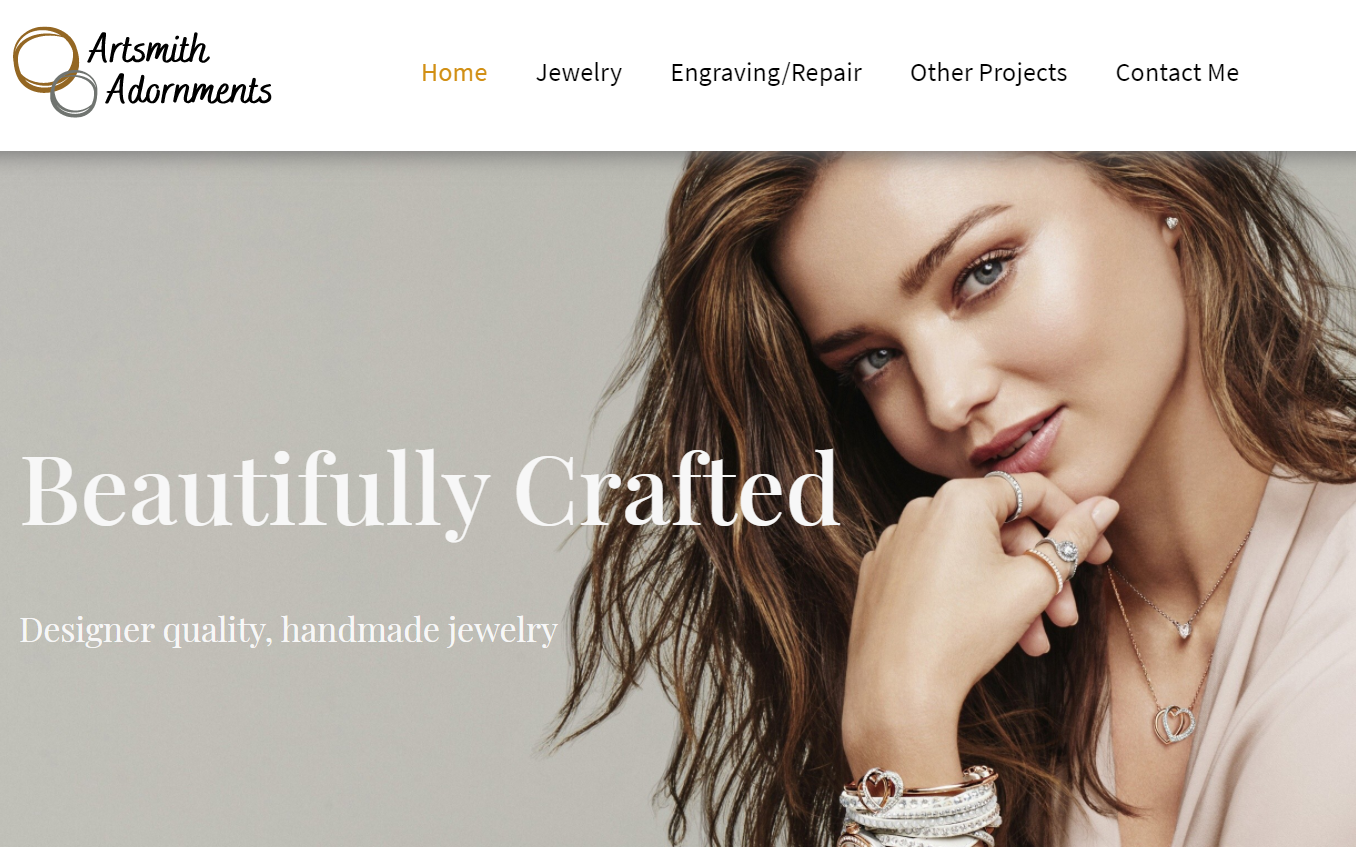 Artsmith
Adornments
Home Jewelry Engraving/Repair Other Projects Contact Me
Beautifully Crafted
Designer quality, handmade jewelry